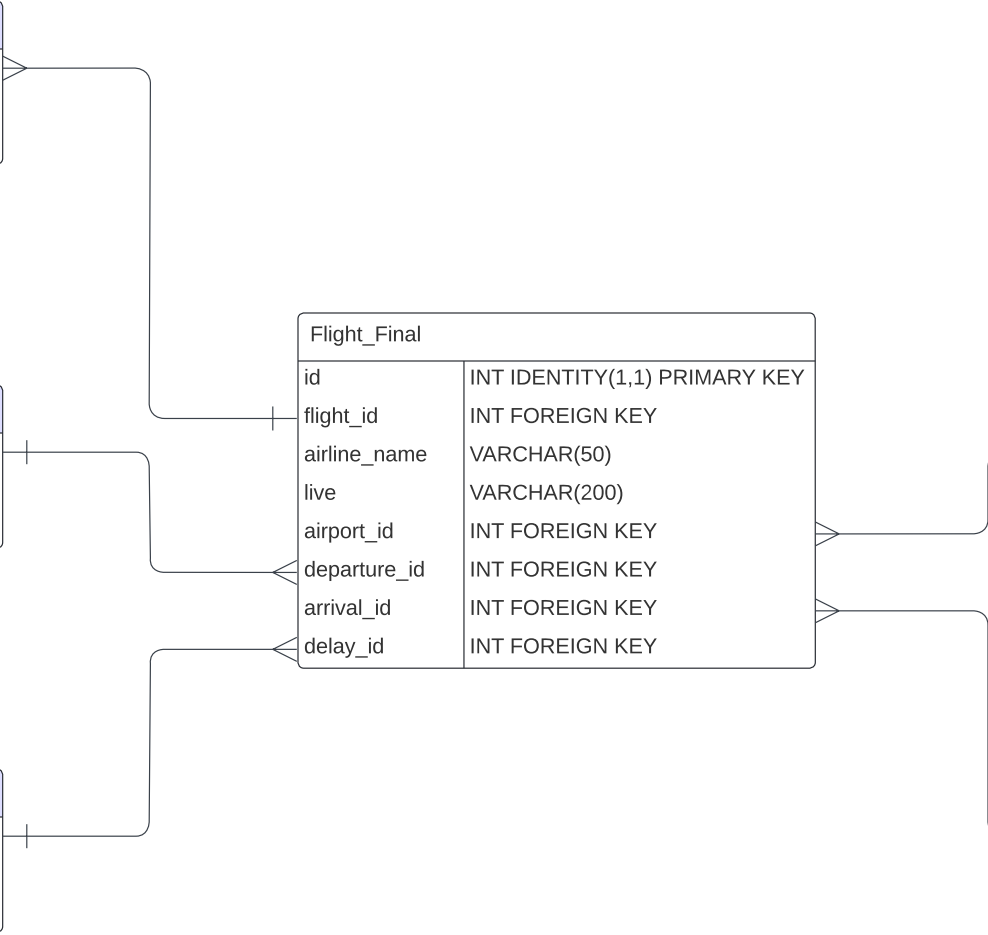 Flight_Final
id INT IDENTITY(1,1) PRIMARY KEY
flight_id INT FOREIGN KEY
airline_name VARCHAR(50)
live VARCHAR(200)
airport_id INT FOREIGN KEY
departure_id INT FOREIGN KEY
arrival_id INT FOREIGN KEY
delay_id INT FOREIGN KEY